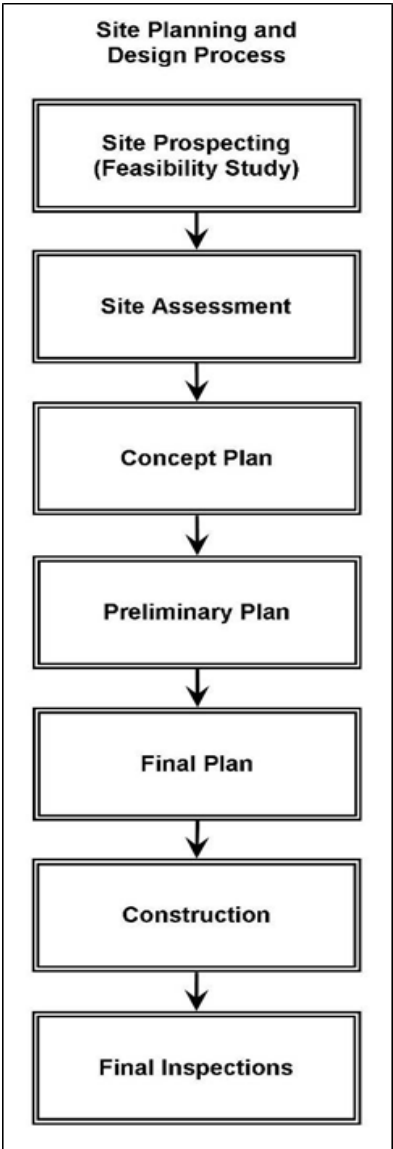 Site Planning and
Design Process
Site Prospecting
(Feasibility Study)
Site Assessment
Concept Plan
Preliminary Plan
Final Plan
Construction
Final Inspections